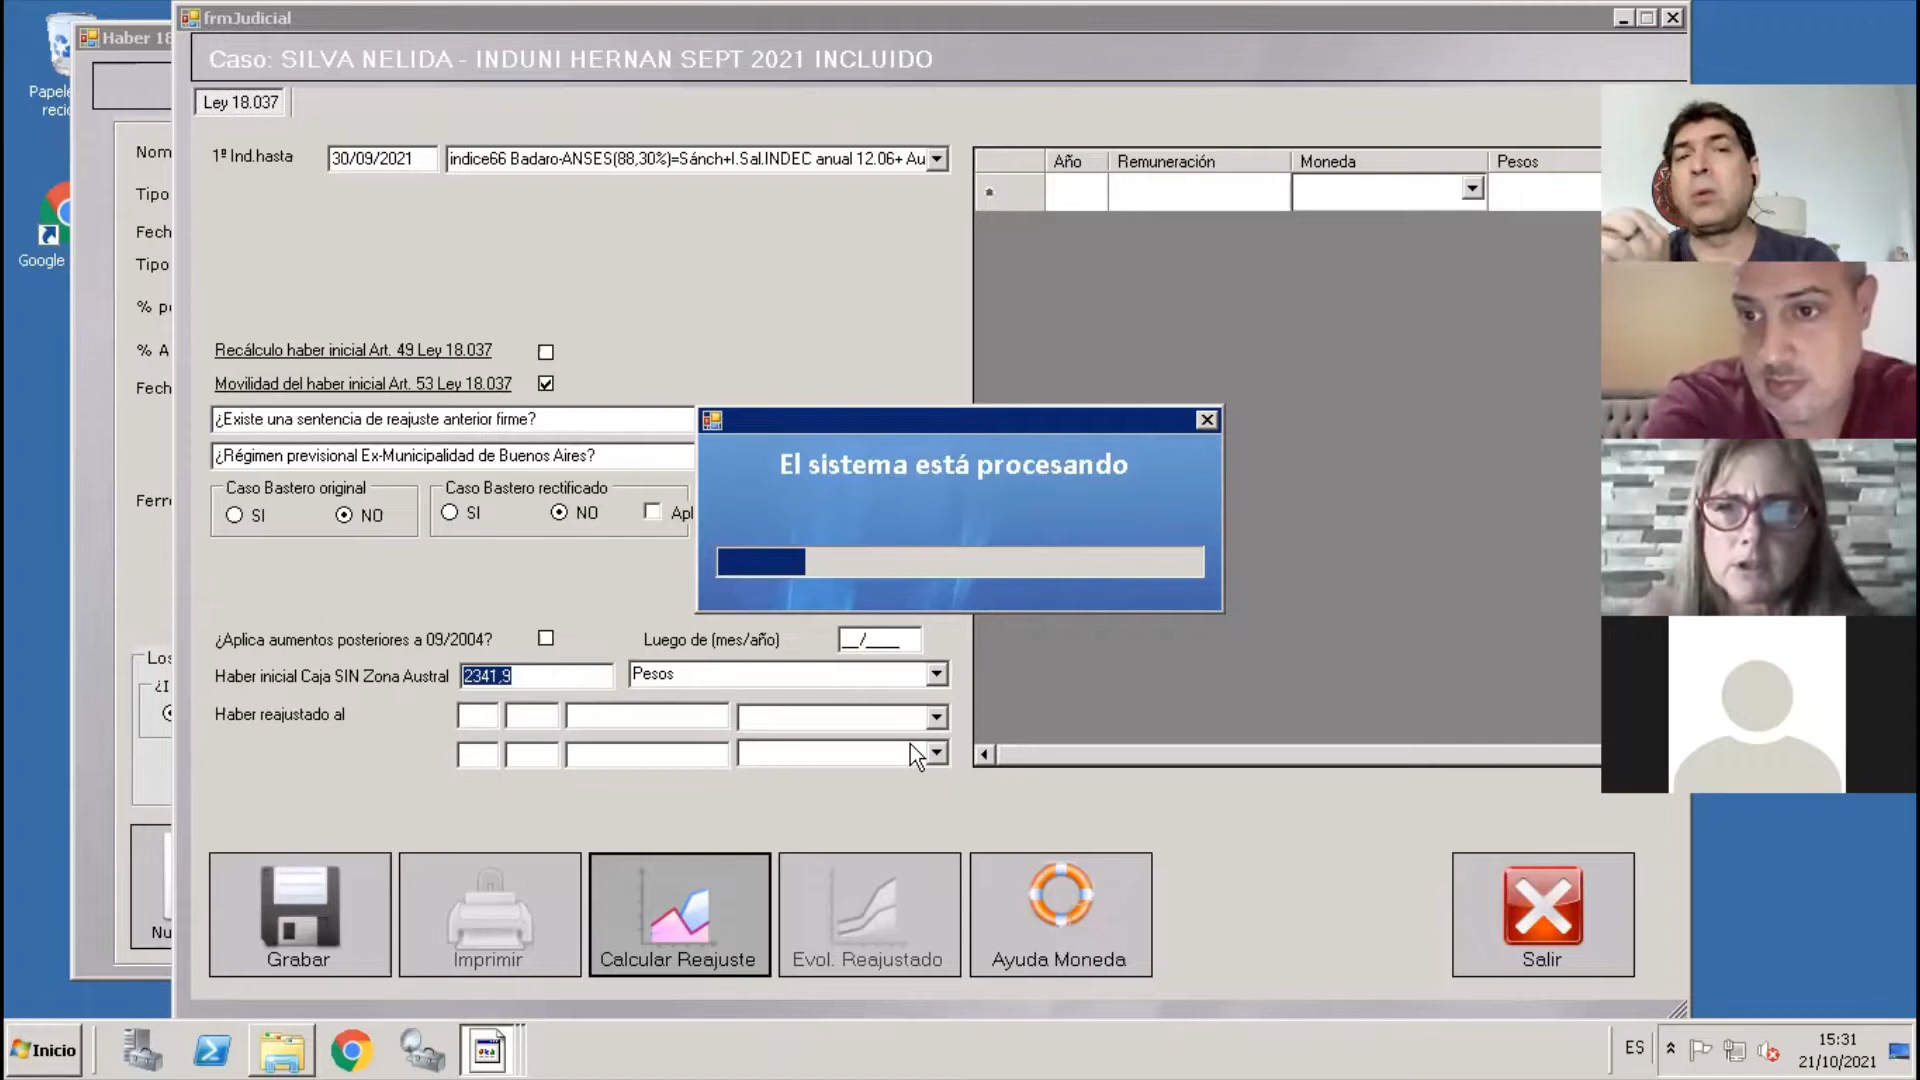 Papele
recic
Google
Haber 18
Nom
Tipo
Fech
Tipo
% p
% A
Fech
Ferr
Los
¿I
Nu
frmJudicial
Caso: SILVA NELIDA - INDUNI HERNAN SEPT 2021 INCLUIDO
Ley 18.037
1º Ind.hasta
30/09/2021
indice66 Badaro-ANSES(88,30%)=Sánch+I.Sal.INDEC anual 12.06+ Au
Recálculo haber inicial Art. 49 Ley 18.037
Movilidad del haber inicial Art. 53 Ley 18.037
¿Existe una sentencia de reajuste anterior firme?
¿Régimen previsional Ex-Municipalidad de Buenos Aires?
Caso Bastero original
SI
NO
Caso Bastero rectificado
SI
NO
Apl
¿Aplica aumentos posteriores a 09/2004?
Luego de (mes/año)
__/____
Haber inicial Caja SIN Zona Austral
2341,9
Pesos
Haber reajustado al
Año
Remuneración
Moneda
Pesos
El sistema está procesando
Grabar
Imprimir
Calcular Reajuste
Evol. Reajustado
Ayuda Moneda
Salir
Inicio
ES
15:31
21/10/2021